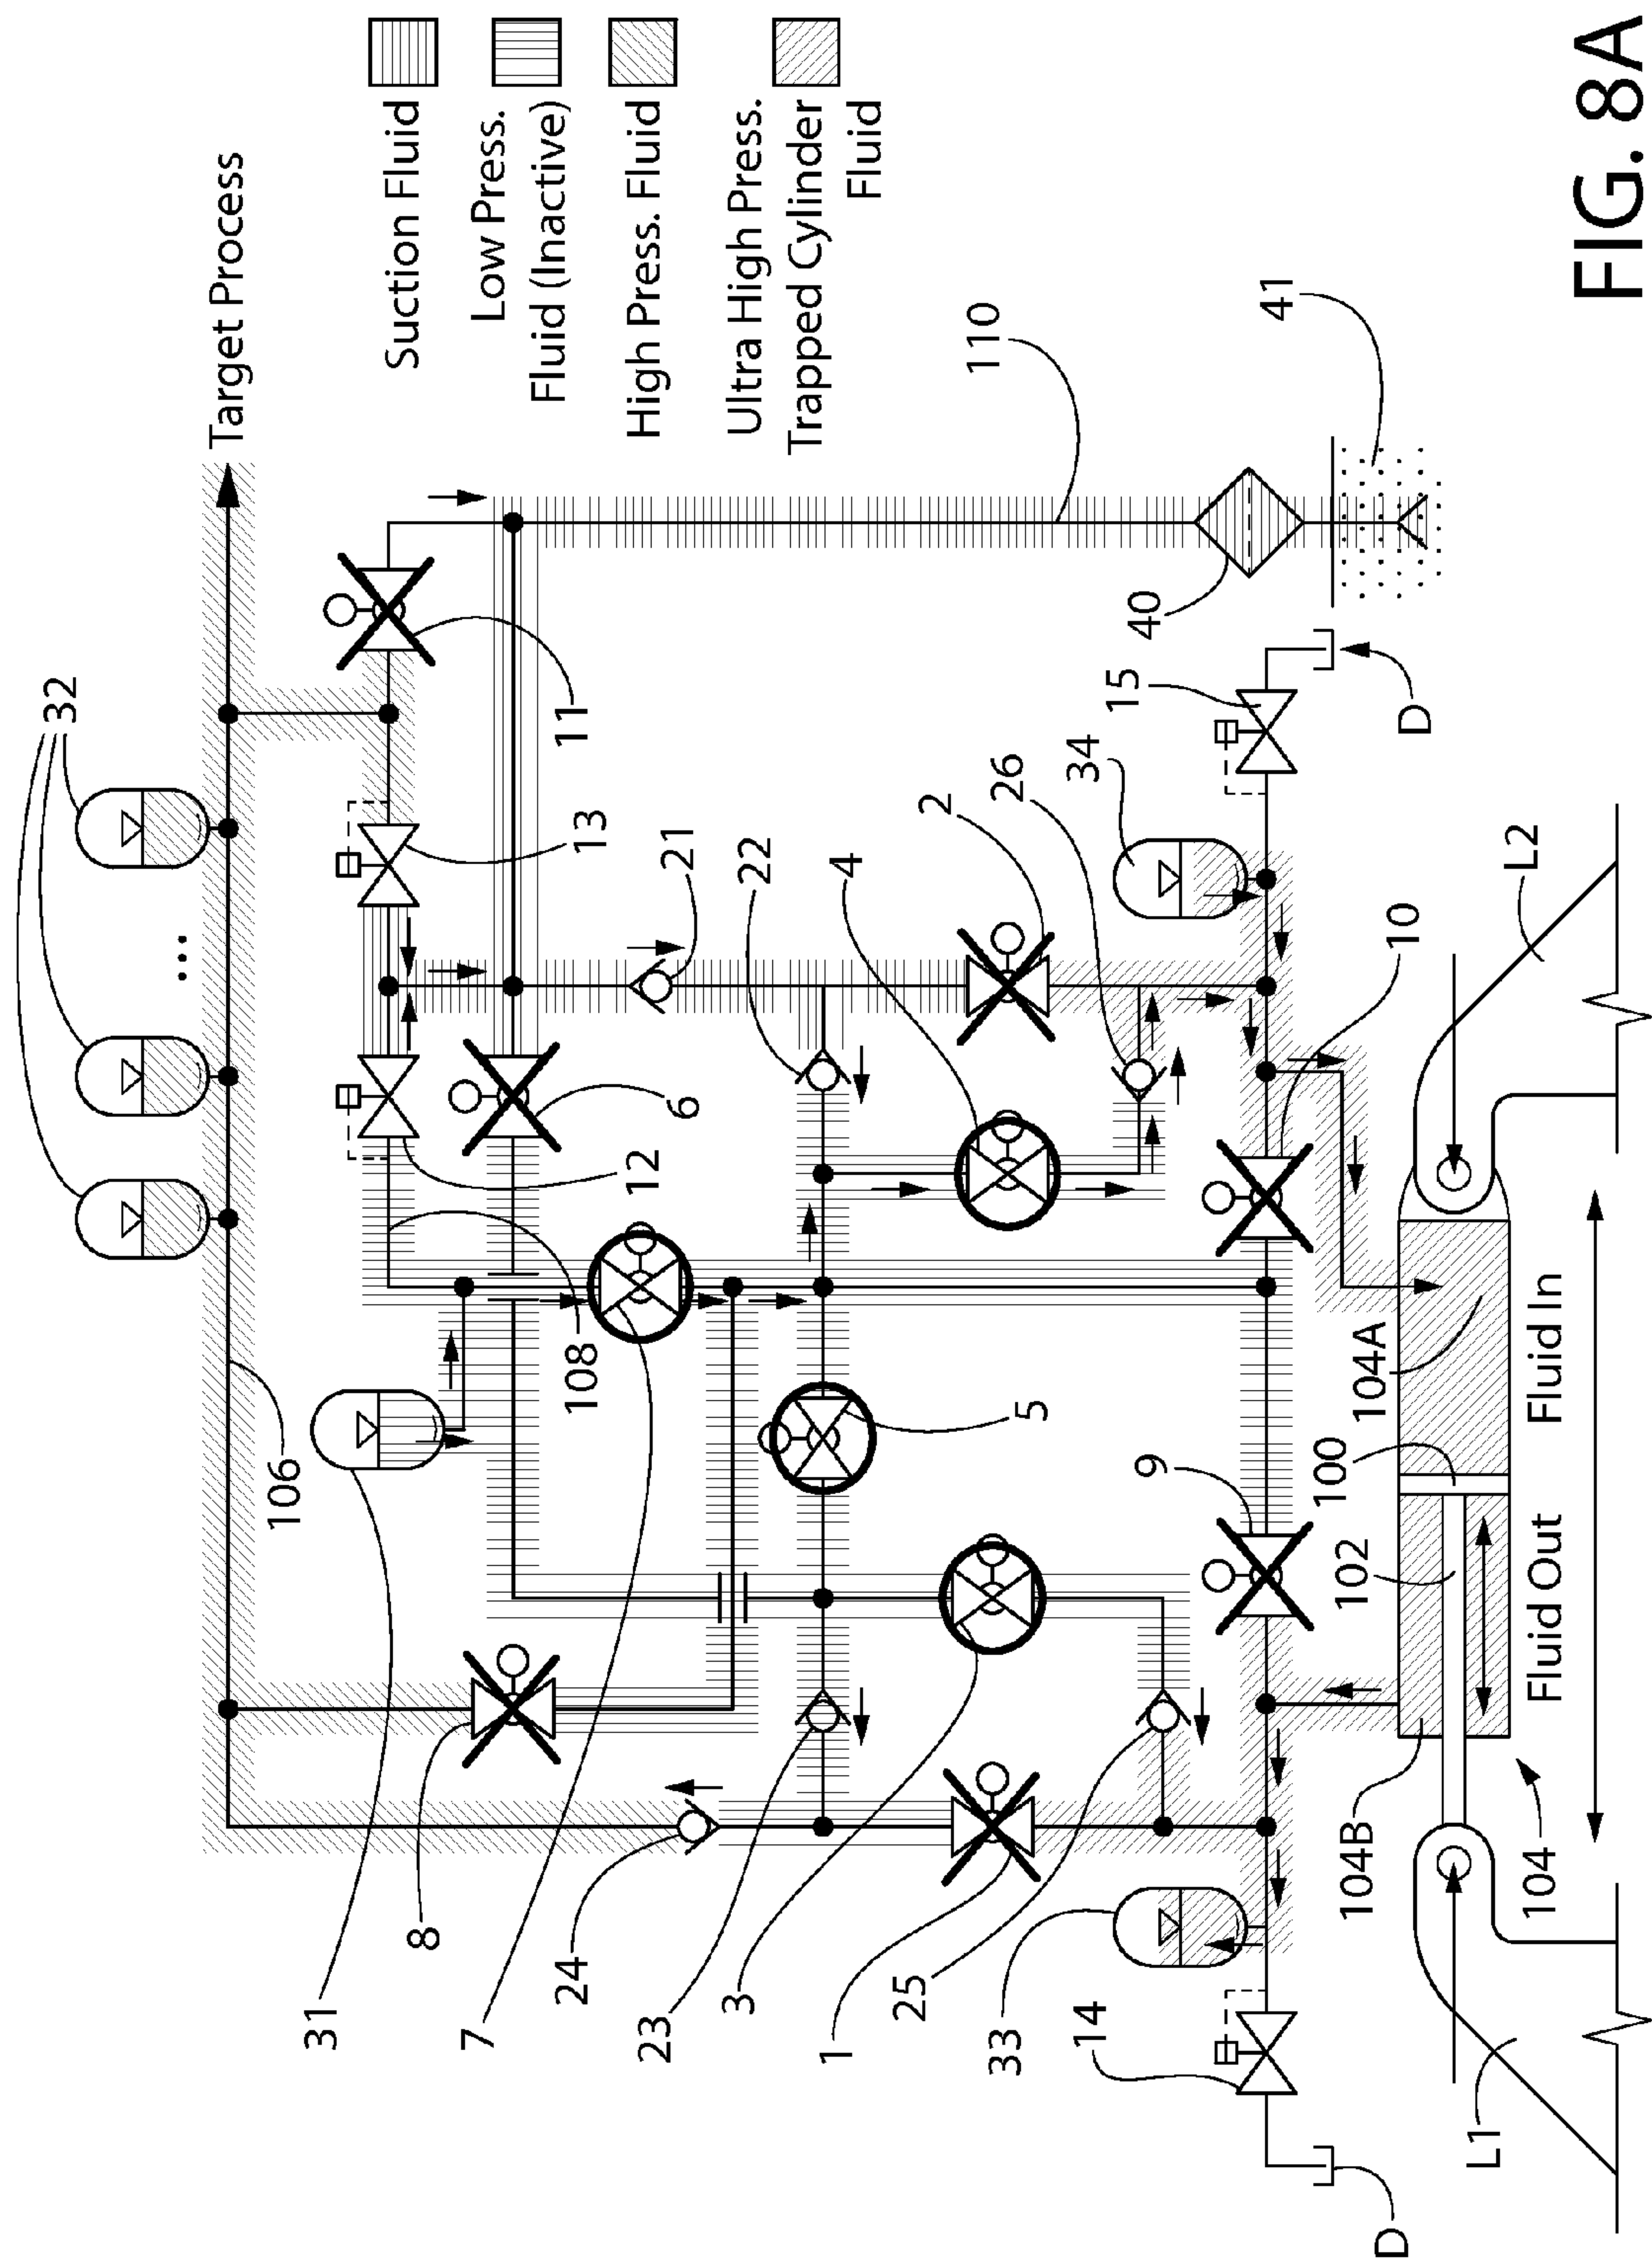 Target Process
Suction Fluid
Low Press.
Fluid (Inactive)
High Press. Fluid
Ultra High Press.
Trapped Cylinder
Fluid
32
...
106
31
108
12
13
11
8
7
6
21
22
24
23
5
4
2
26
110
3
1
25
33
14
9
10
34
15
40
41
D
D
L1
104B
104
102
100
104A
L2
Fluid Out
Fluid In
FIG. 8A